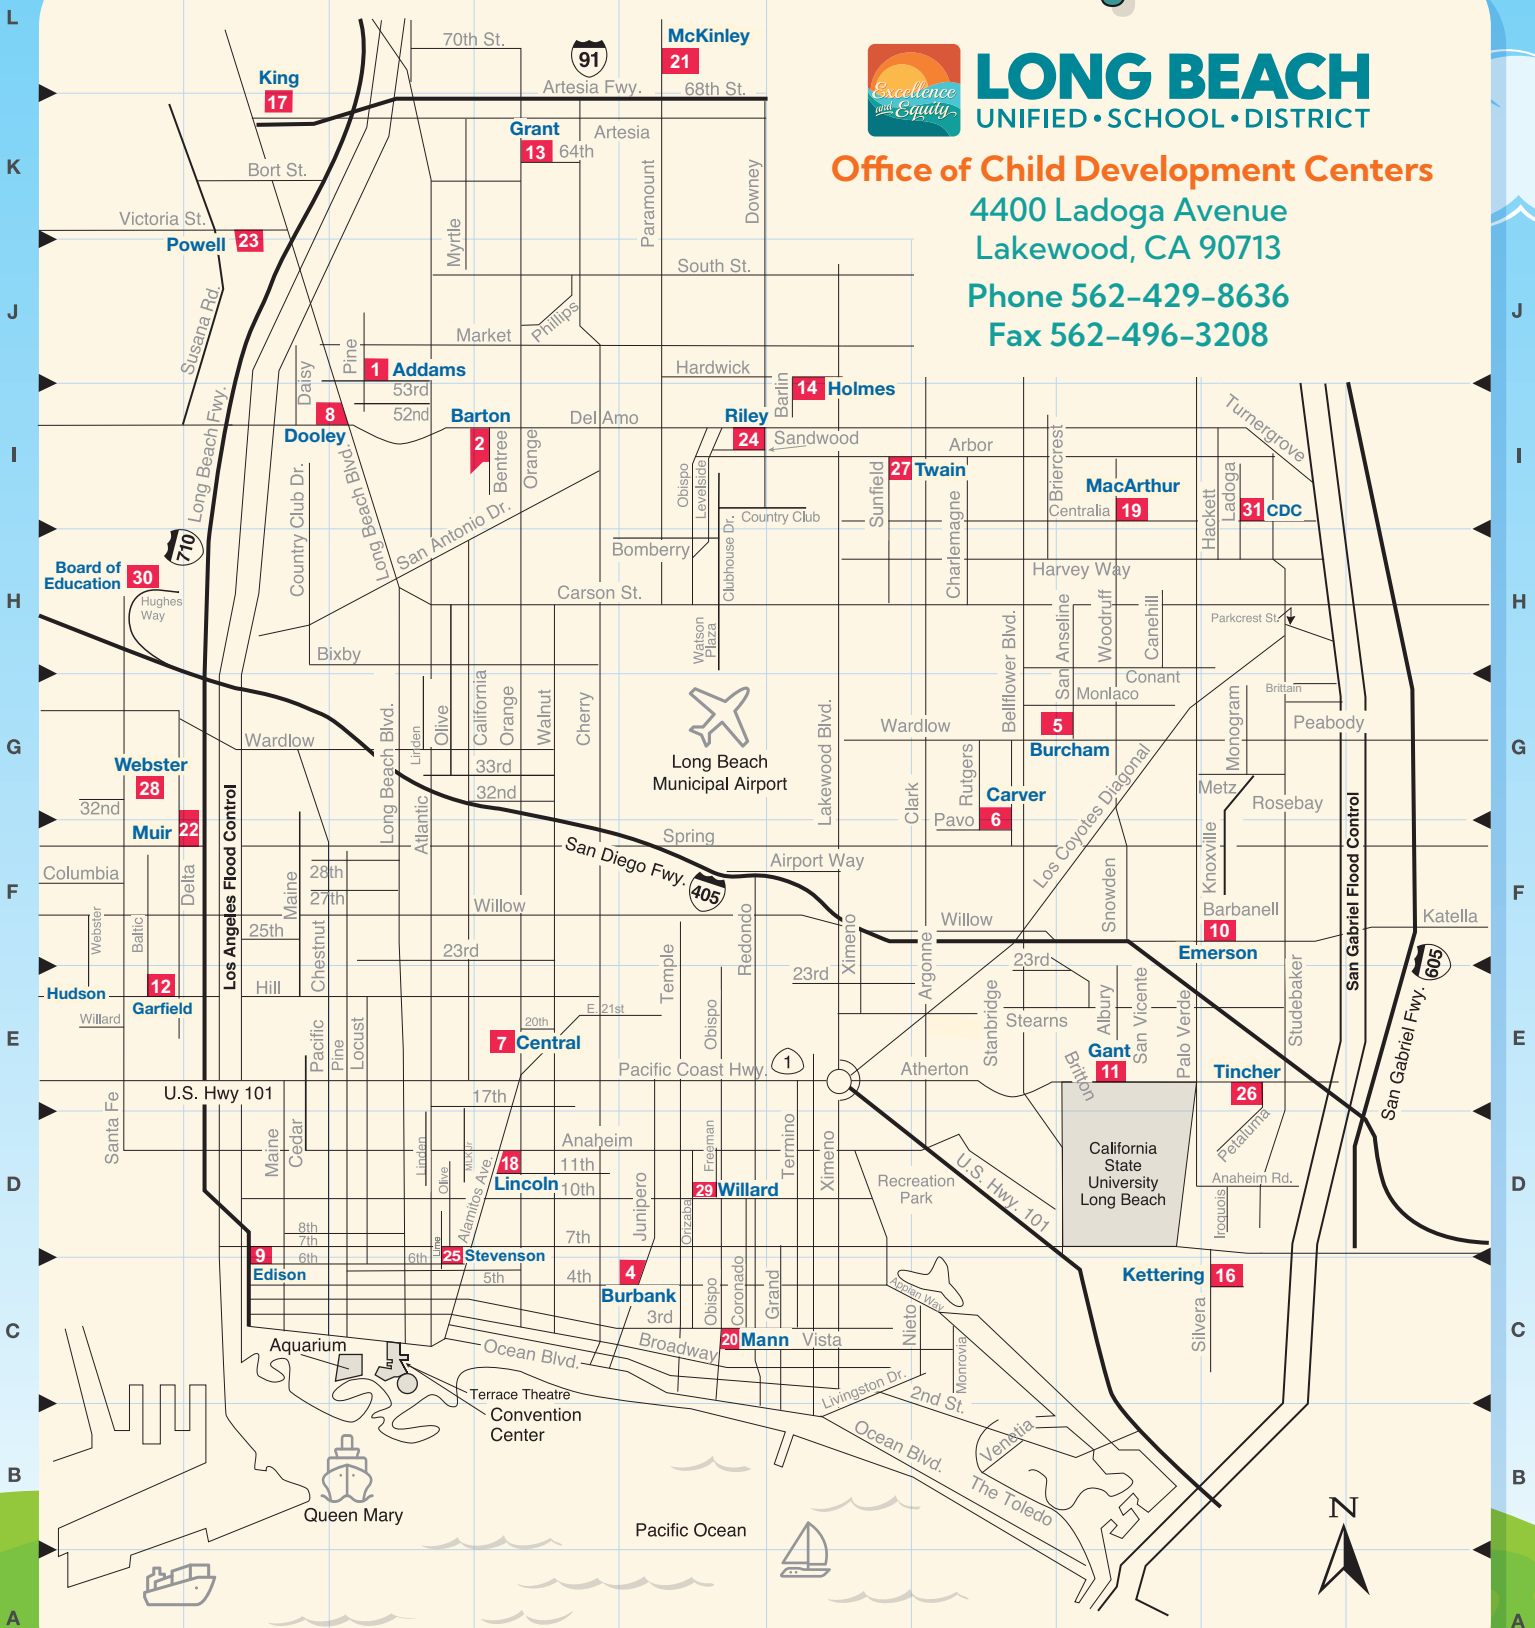 L
McKinley
21
70th St.
91
Artesia Fwy.
68th St.
King
17
Excellence
and Equity
LONG BEACH
UNIFIED • SCHOOL • DISTRICT
Office of Child Development Centers
4400 Ladoga Avenue
Lakewood, CA 90713
Phone 562-429-8636
Fax 562-496-3208
Grant
13
64th
Artesia
K
Bort St.
Paramount
Downey
Victoria St.
Powell
23
Myrtle
South St.
Susana Rd.
J
J
Phillips
Market
Pine
1
Addams
53rd
Daisy
8
52nd
Dooley
Hardwick
Barlin
14
Holmes
Barton
2
Del Amo
Riley
24
Sandwood
Turnergrove
Long Beach Fwy.
I
I
Bentree
Orange
Obispo
Levelside
Arbor
Sunfield
27
Twain
Briercrest
MacArthur
Centralia
19
Hackett
Ladoga
31
CDC
Country Club Dr.
Long Beach Blvd.
San Antonio Dr.
Country Club
Charlemagne
710
Bomberry
Clubhouse Dr.
Board of
Education
30
Hughes
Way
Harvey Way
H
H
Carson St.
Watson
Plaza
Bellflower Blvd.
San Anseline
Woodruff
Canehill
Parkcrest St.
Bixby
Conant
Monlaco
Brittain
Long Beach Blvd.
Linden
Olive
California
Orange
Walnut
Cherry
Lakewood Blvd.
Wardlow
5
Burcham
Monogram
Peabody
G
G
Wardlow
Long Beach
Municipal Airport
Webster
28
32nd
33rd
32nd
Clark
Rutgers
Carver
Pavo
6
Los Coyotes Diagonal
Metz
Rosebay
Muir
22
Los Angeles Flood Control
Atlantic
Spring
San Diego Fwy.
405
Airport Way
San Gabriel Flood Control
Columbia
Delta
28th
27th
Maine
F
F
Knoxville
Snowden
Willow
Willow
Barbanell
10
Emerson
Katella
Webster
Baltic
25th
Chestnut
23rd
Temple
Redondo
Ximeno
Argonne
23rd
23rd
605
Hudson
12
Garfield
Willard
Hill
Obispo
E. 21st
20th
Stanbridge
Stearns
Albury
San Vicente
Palo Verde
Studebaker
San Gabriel Fwy.
E
E
Pacific
Pine
Locust
7
Central
Pacific Coast Hwy.
1
Atherton
Britton
Gant
11
Tincher
26
U.S. Hwy 101
17th
Santa Fe
Maine
Cedar
Linden
Olive
MLK Jr
Alamitos Ave.
Anaheim
18
11th
Lincoln
10th
Freeman
29
Willard
Termino
Ximeno
Recreation
Park
U.S. Hwy. 101
California
State
University
Long Beach
Petaluma
Anaheim Rd.
Iroquois
D
D
Junipero
Orizaba
8th
7th
7th
9
6th
6th
Lime
25
Stevenson
Edison
5th
4th
4
Burbank
3rd
Obispo
Coronado
Grand
Appian Way
Kettering
16
Silvera
C
C
Aquarium
Ocean Blvd.
Broadway
20
Mann
Vista
Nieto
Monrovia
Livingston Dr.
2nd St.
Terrace Theatre
Convention
Center
Ocean Blvd.
Venetia
The Toledo
B
B
Queen Mary
Pacific Ocean
N
A
A